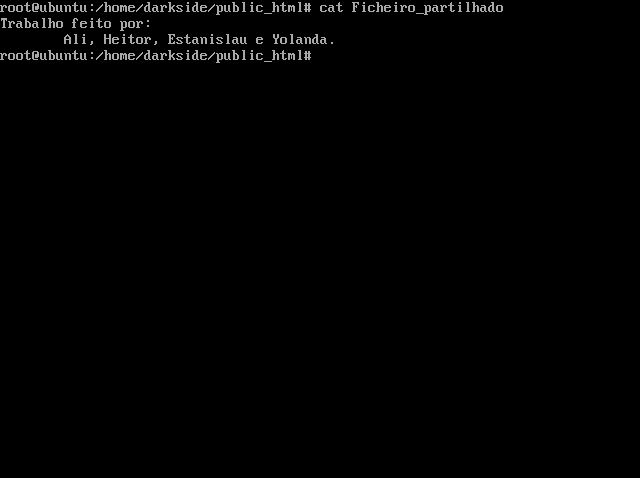 root@ubuntu:/home/darkside/public_html# cat Ficheiro_partilhado
Trabalho feito por:
        Ali, Heitor, Estanislau e Yolanda.
root@ubuntu:/home/darkside/public_html#